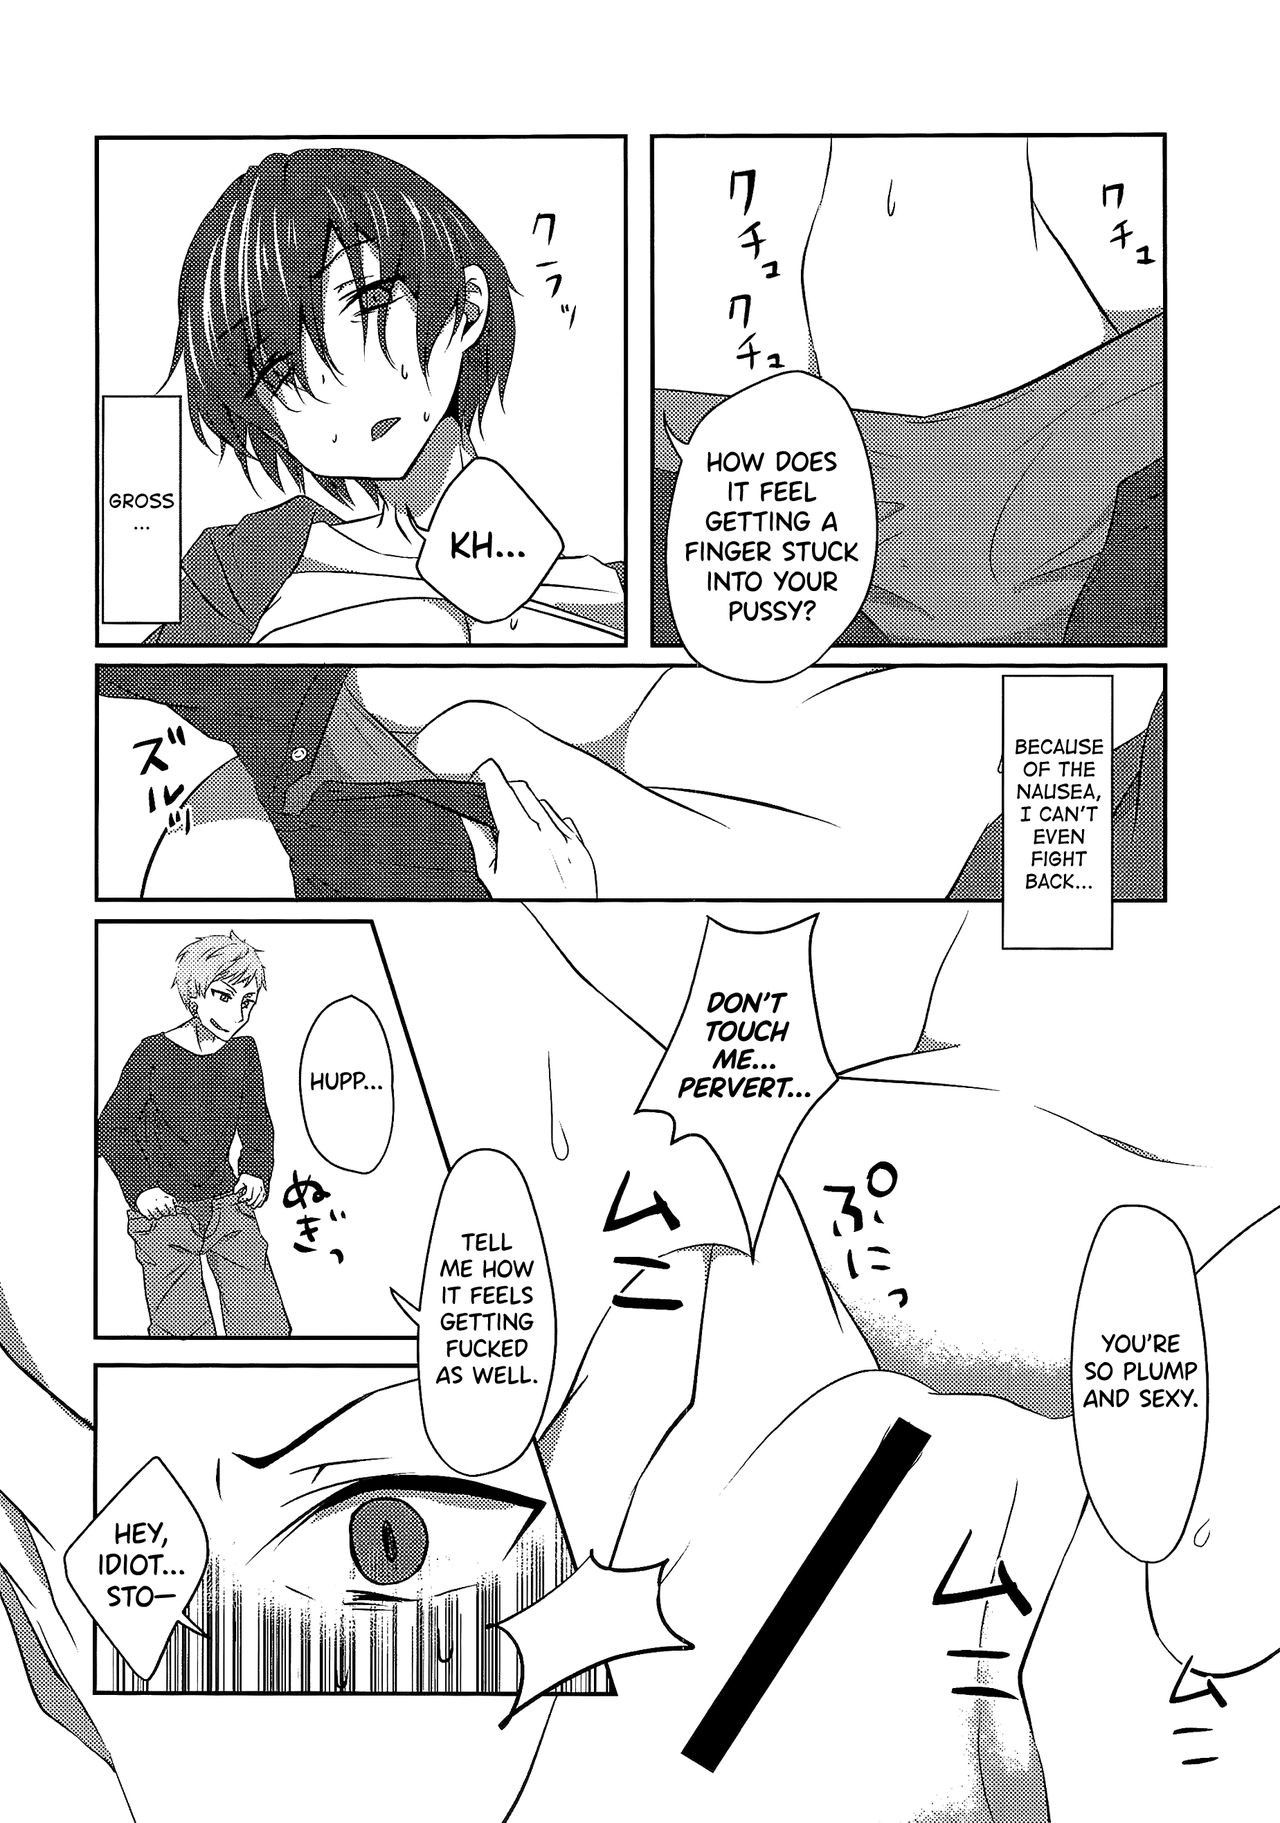 クチュ
クチュ
クチュ
HOW DOES
IT FEEL
GETTING A
FINGER STUCK
INTO YOUR
PUSSY?
クラッ
KH...
GROSS
...
BECAUSE
OF THE
NAUSEA,
I CAN'T
EVEN
FIGHT
BACK...
ズルッ
DON'T
TOUCH
ME...
PERVERT...
ぷにっ
ムニ
YOU'RE
SO PLUMP
AND SEXY.
ムニ
ムニ
HUPP...
ぬぎっ
TELL
ME HOW
IT FEELS
GETTING
FUCKED
AS WELL.
HEY,
IDIOT...
STO—